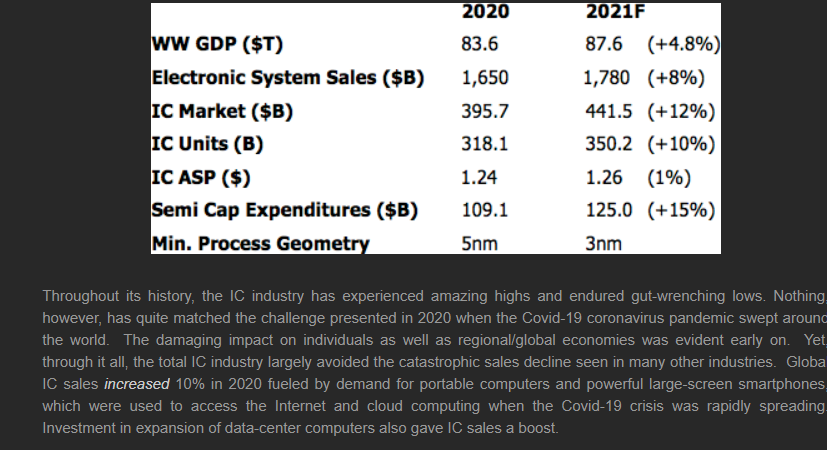 2020 2021F
WW GDP ($T) 83.6 87.6 (+4.8%)
Electronic System Sales ($B) 1,650 1,780 (+8%)
IC Market ($B) 395.7 441.5 (+12%)
IC Units (B) 318.1 350.2 (+10%)
IC ASP ($) 1.24 1.26 (1%)
Semi Cap Expenditures ($B) 109.1 125.0 (+15%)
Min. Process Geometry 5nm 3nm
Throughout its history, the IC industry has experienced amazing highs and endured gut-wrenching lows. Nothing,
however, has quite matched the challenge presented in 2020 when the Covid-19 coronavirus pandemic swept around
the world. The damaging impact on individuals as well as regional/global economies was evident early on. Yet,
through it all, the total IC industry largely avoided the catastrophic sales decline seen in many other industries. Globa
IC sales increased 10% in 2020 fueled by demand for portable computers and powerful large-screen smartphones,
which were used to access the Internet and cloud computing when the Covid-19 crisis was rapidly spreading.
Investment in expansion of data-center computers also gave IC sales a boost.